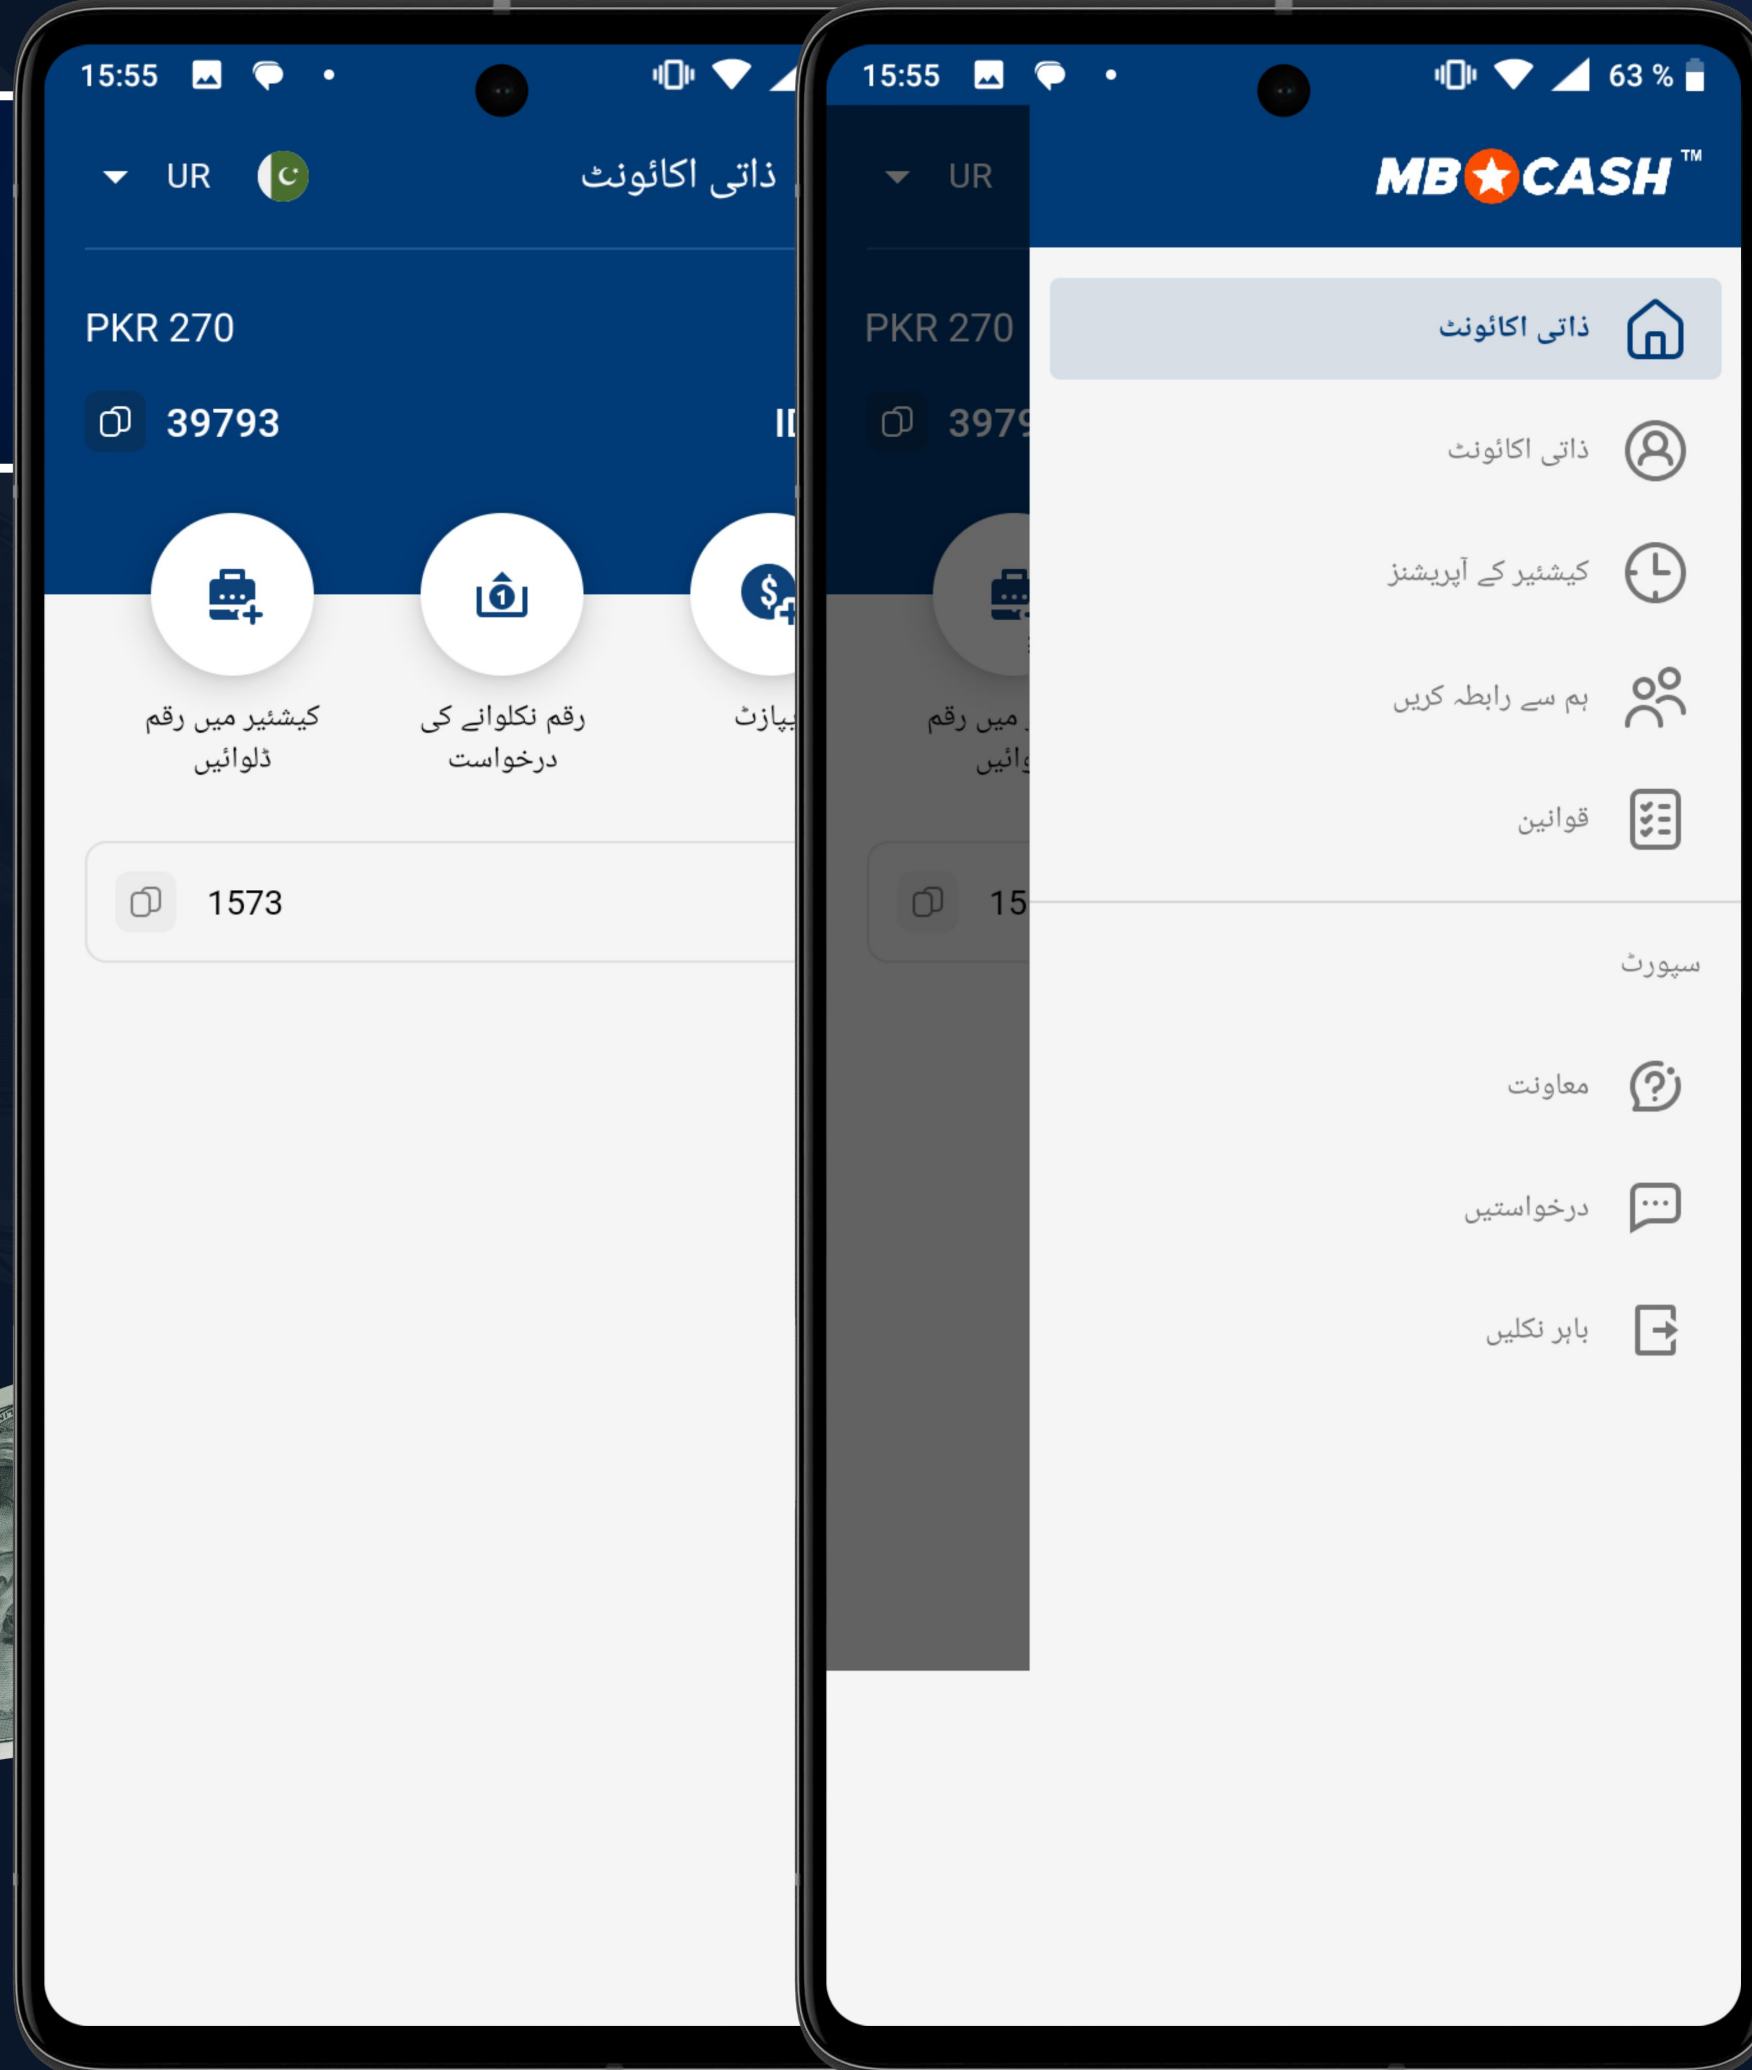 15:55
ذاتی اکائونٹ
UR
PKR 270
39793
کیشئیر میں رقم
ڈلوائیں
رقم نکلوانے کی
درخواست
1573
15:55
63 %
UR
MB CASH™
PKR 270
ذاتی اکائونٹ
ذاتی اکائونٹ
کیشئیر کے آپریشنز
ہم سے رابطہ کریں
قوانین
میں رقم
سپورٹ
معاونت
درخواستیں
باہر نکلیں